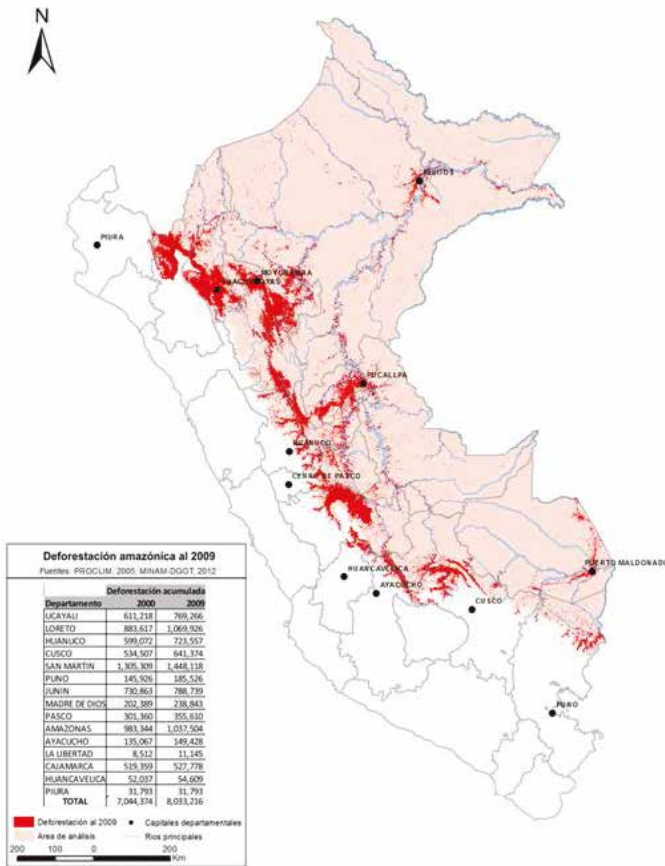 N
IQUITOS
PIURA
MOYOBAMBA
CHACHAPOYAS
PUCALLPA
HUÁNUCO
CERRO DE PASCO
PUERTO MALDONADO
HUANCAVELICA
AYACUCHO
CUSCO
PUNO
Deforestación amazónica al 2009
Fuentes: PROCLIM, 2005; MINAM-DGOT, 2012
Deforestación acumulada
Departamento 2000 2009
UCAYALI 611,218 769,266
LORETO 883,617 1,069,926
HUANUCO 599,072 723,557
CUSCO 534,507 641,374
SAN MARTIN 1,305,309 1,448,118
PUNO 145,926 185,526
JUNIN 730,863 788,739
MADRE DE DIOS 202,389 238,843
PASCO 301,360 355,610
AMAZONAS 983,344 1,037,504
AYACUCHO 135,067 149,428
LA LIBERTAD 8,512 11,145
CAJAMARCA 519,359 527,778
HUANCAVELICA 52,037 54,609
PIURA 31,793 31,793
TOTAL 7,044,374 8,033,216
Deforestación al 2009 Capitales departamentales
Area de análisis Rios principales
200 100 0 200
Km